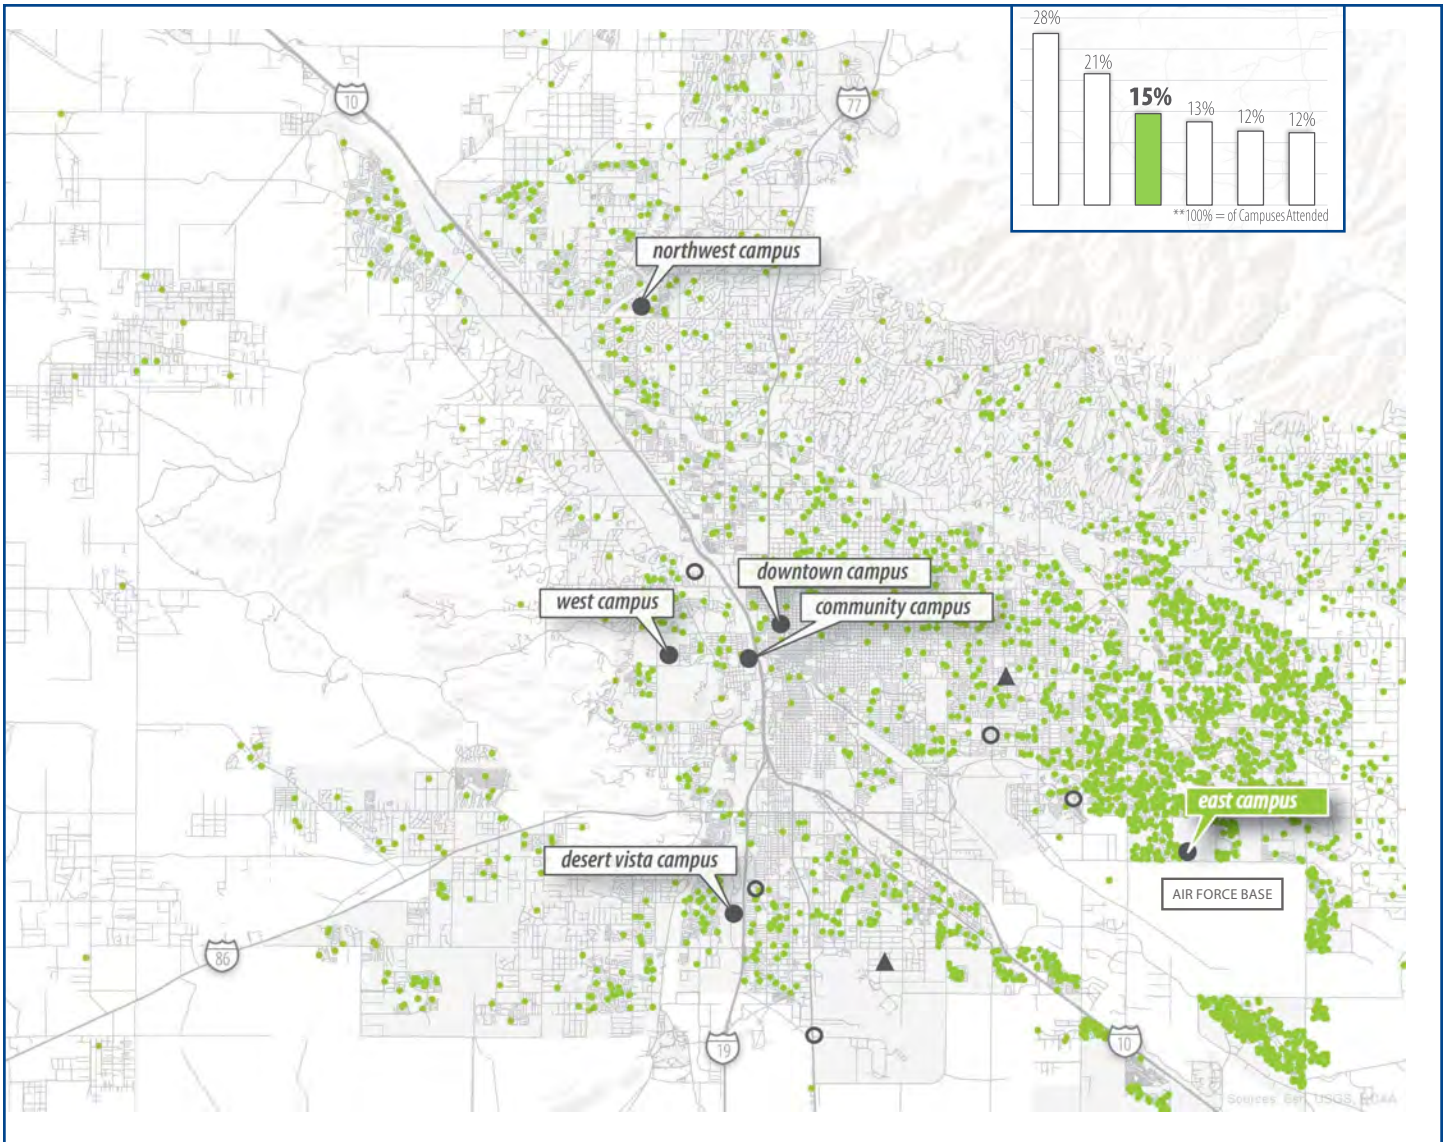 28%
21%
15%
13%
12%
12%
**100% = of Campuses Attended
10
77
northwest campus
downtown campus
west campus
community campus
east campus
desert vista campus
AIR FORCE BASE
86
19
10
Sources: Esri, USGS, NOAA